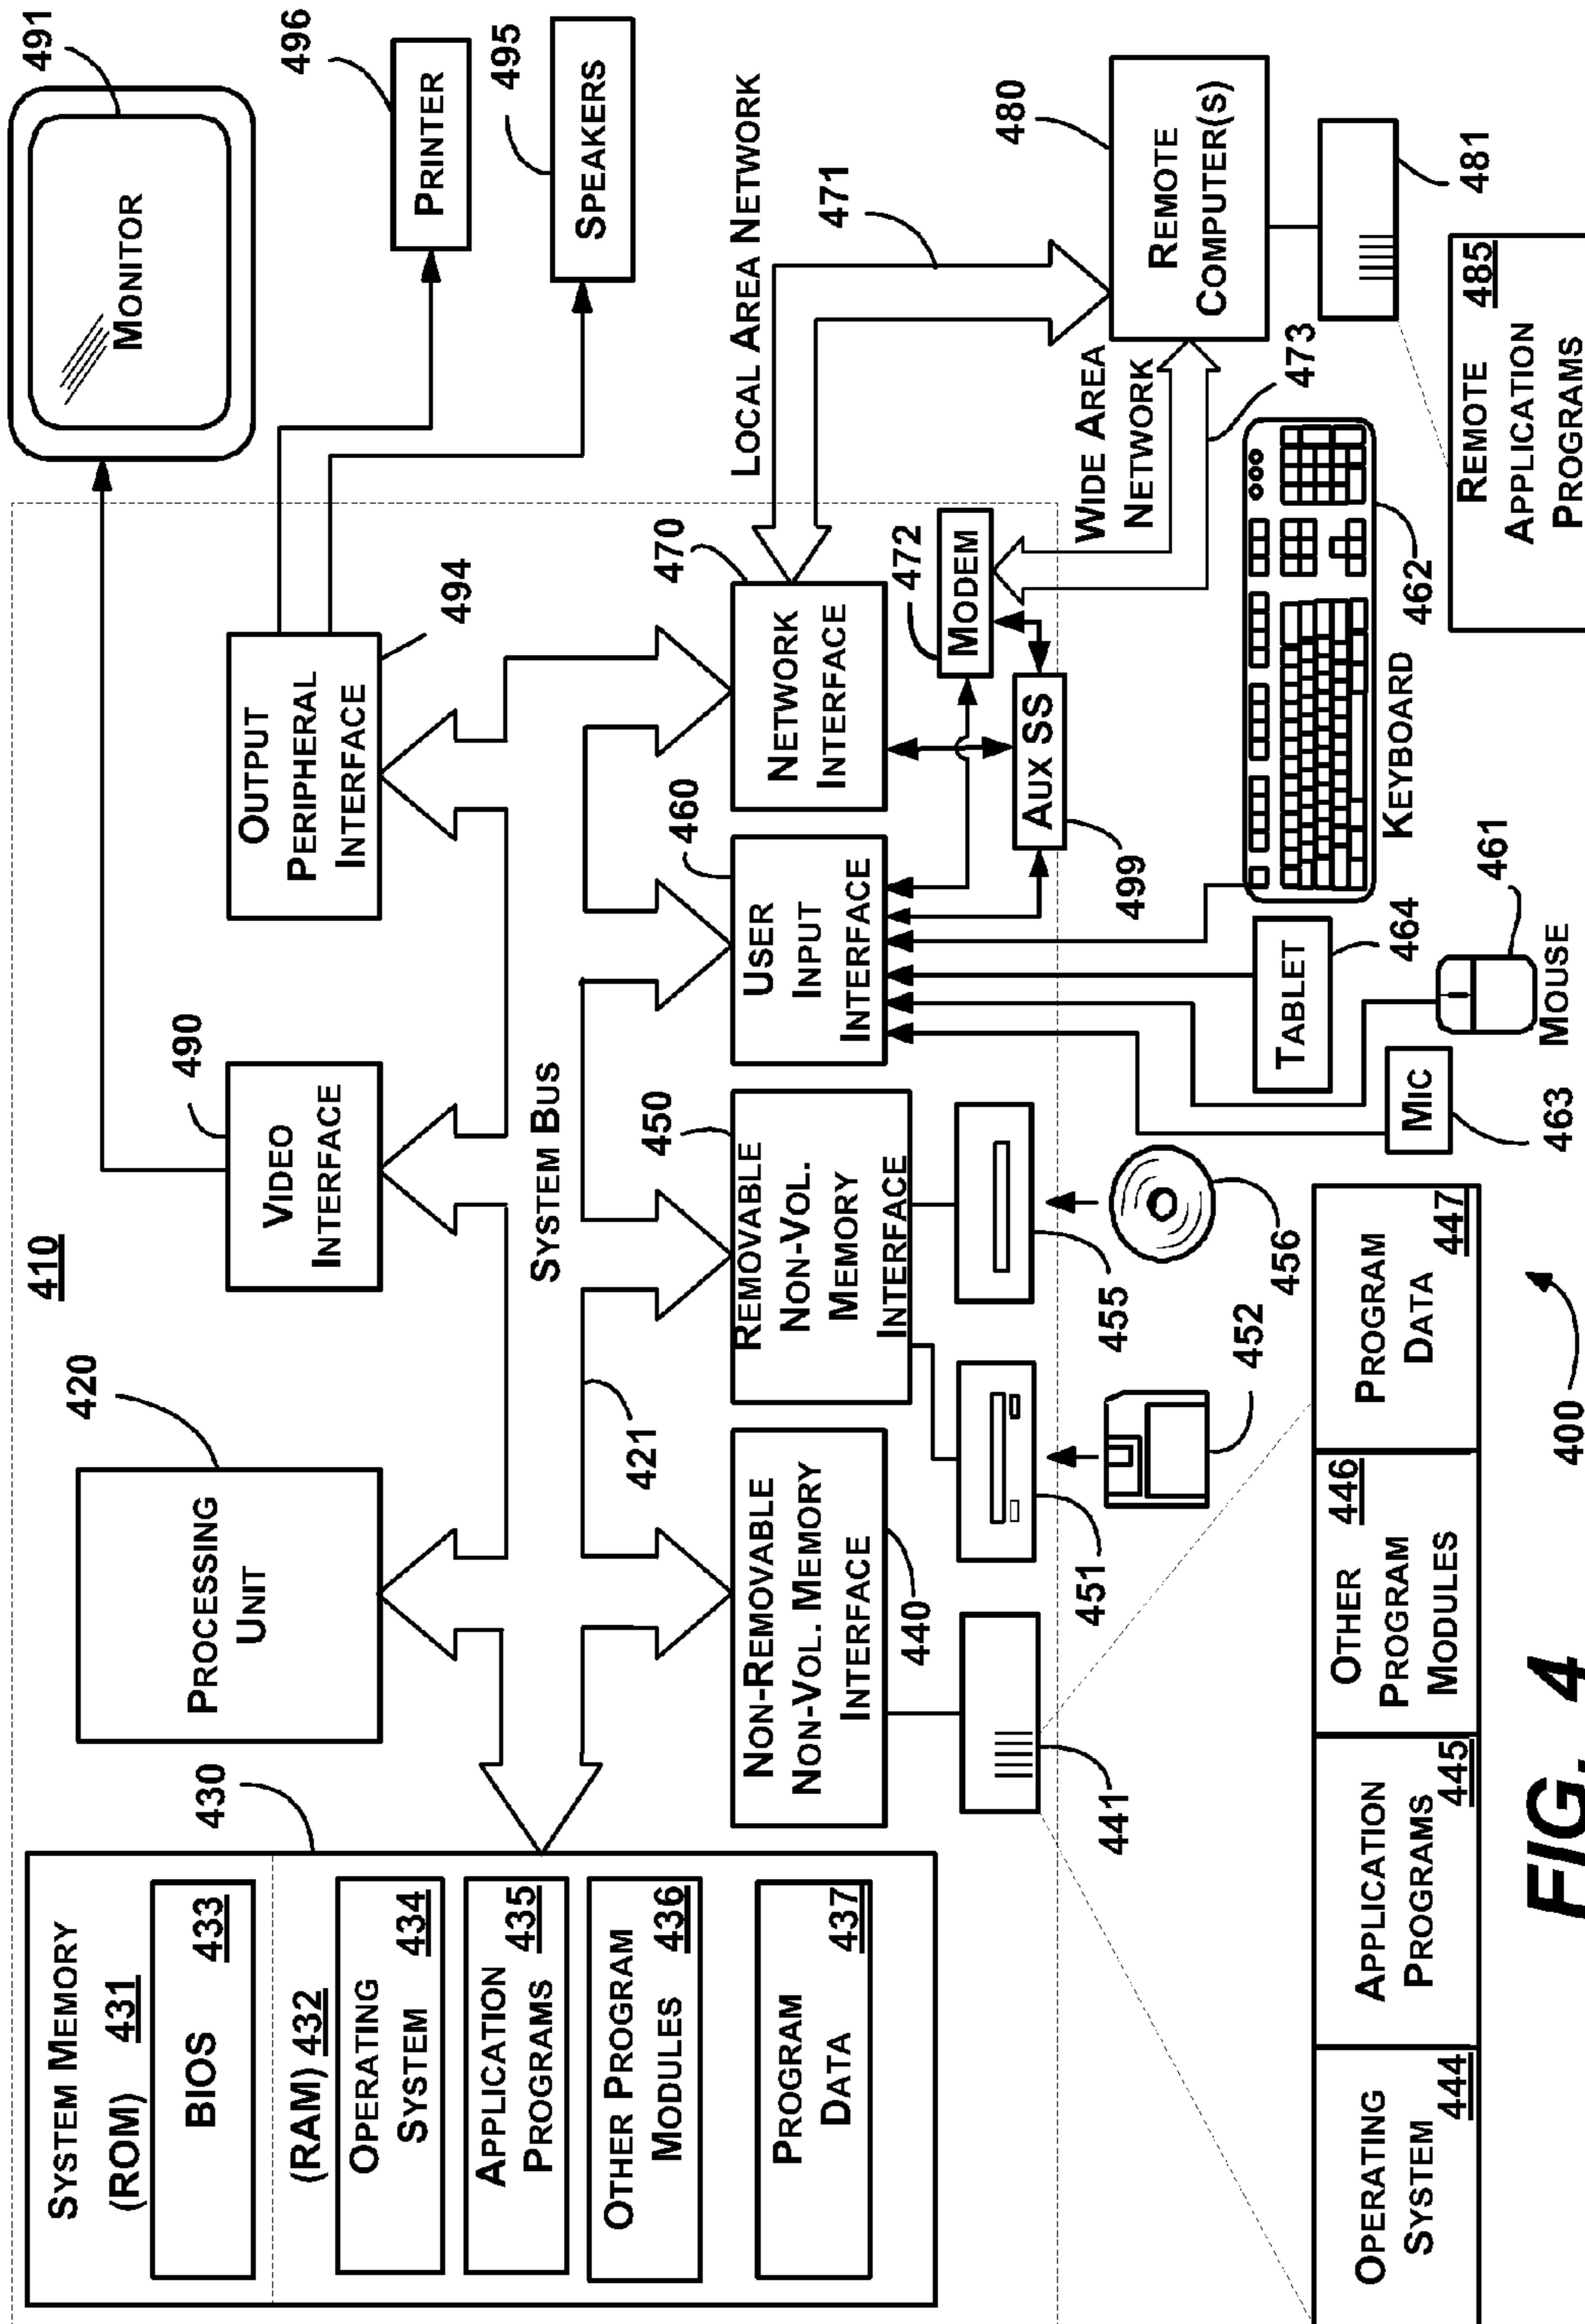 410
SYSTEM MEMORY
(ROM) 431
BIOS 433
(RAM) 432
OPERATING
SYSTEM 434
APPLICATION
PROGRAMS 435
OTHER PROGRAM
MODULES 436
PROGRAM
DATA 437
430
PROCESSING
UNIT
420
VIDEO
INTERFACE
490
OUTPUT
PERIPHERAL
INTERFACE
494
MONITOR
491
PRINTER
496
SPEAKERS
495
SYSTEM BUS
421
NON-REMOVABLE
NON-VOL. MEMORY
INTERFACE
440
REMOVABLE
NON-VOL.
MEMORY
INTERFACE
450
USER
INPUT
INTERFACE
460
NETWORK
INTERFACE
470
LOCAL AREA NETWORK
471
MODEM
472
AUX SS
499
WIDE AREA
NETWORK
473
REMOTE
COMPUTER(S)
480
481
REMOTE 485
APPLICATION
PROGRAMS
441
451
452
455
456
MIC
463
TABLET
464
MOUSE
461
KEYBOARD
462
OPERATING
SYSTEM 444
APPLICATION
PROGRAMS 445
OTHER 446
PROGRAM
MODULES
PROGRAM
DATA 447
400
FIG. 4